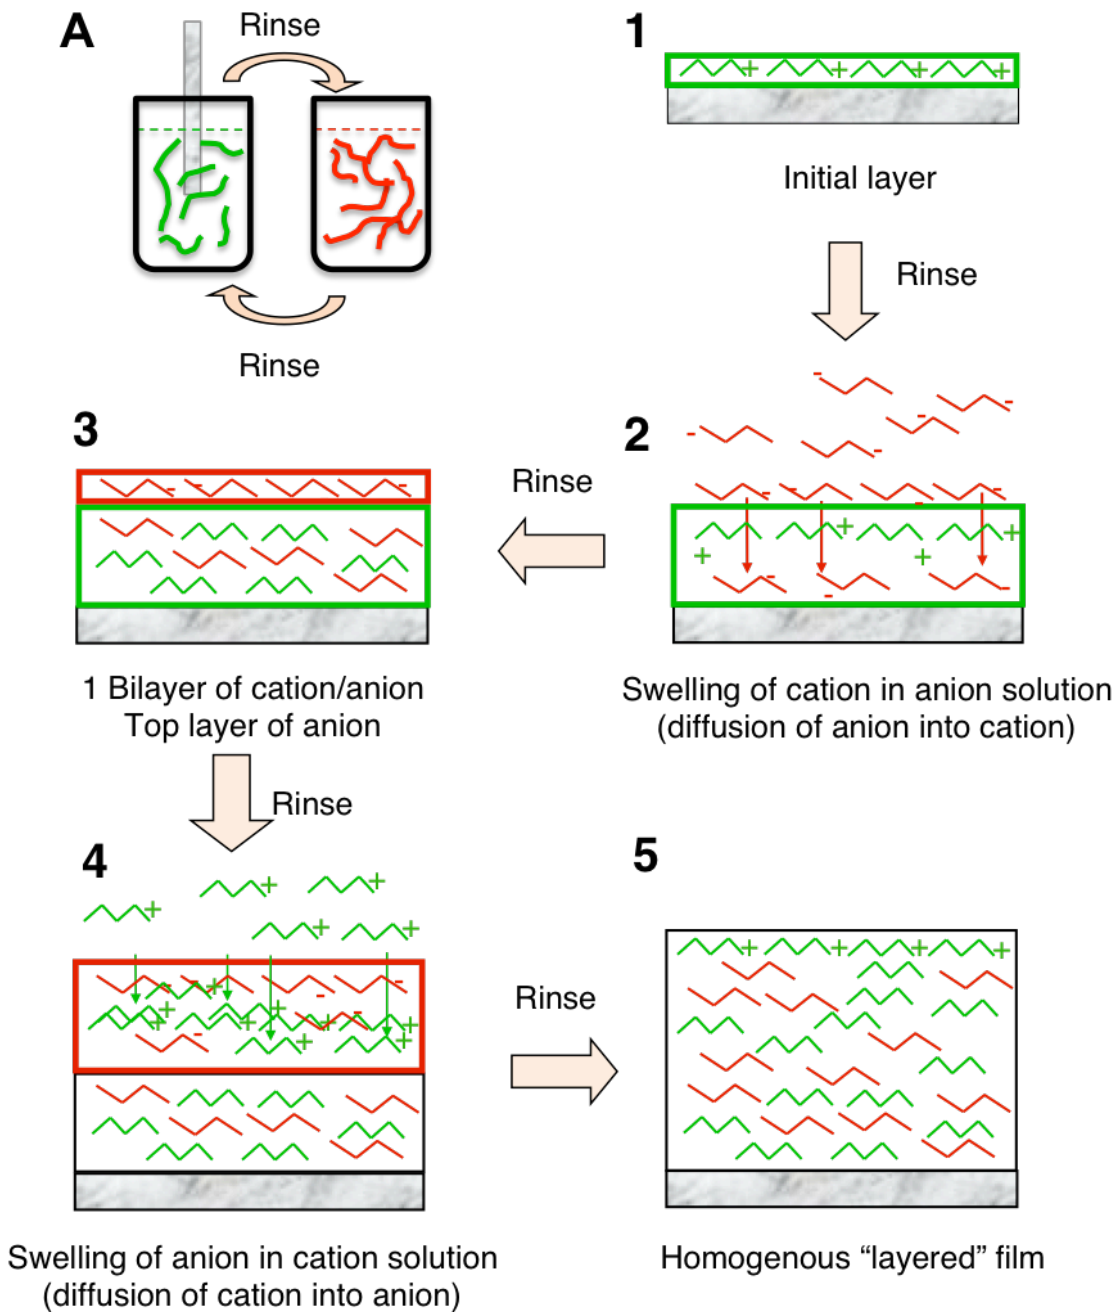 A
Rinse
Rinse
1
Initial layer
Rinse
2
Swelling of cation in anion solution
(diffusion of anion into cation)
Rinse
3
1 Bilayer of cation/anion
Top layer of anion
Rinse
4
Swelling of anion in cation solution
(diffusion of cation into anion)
Rinse
5
Homogenous “layered” film